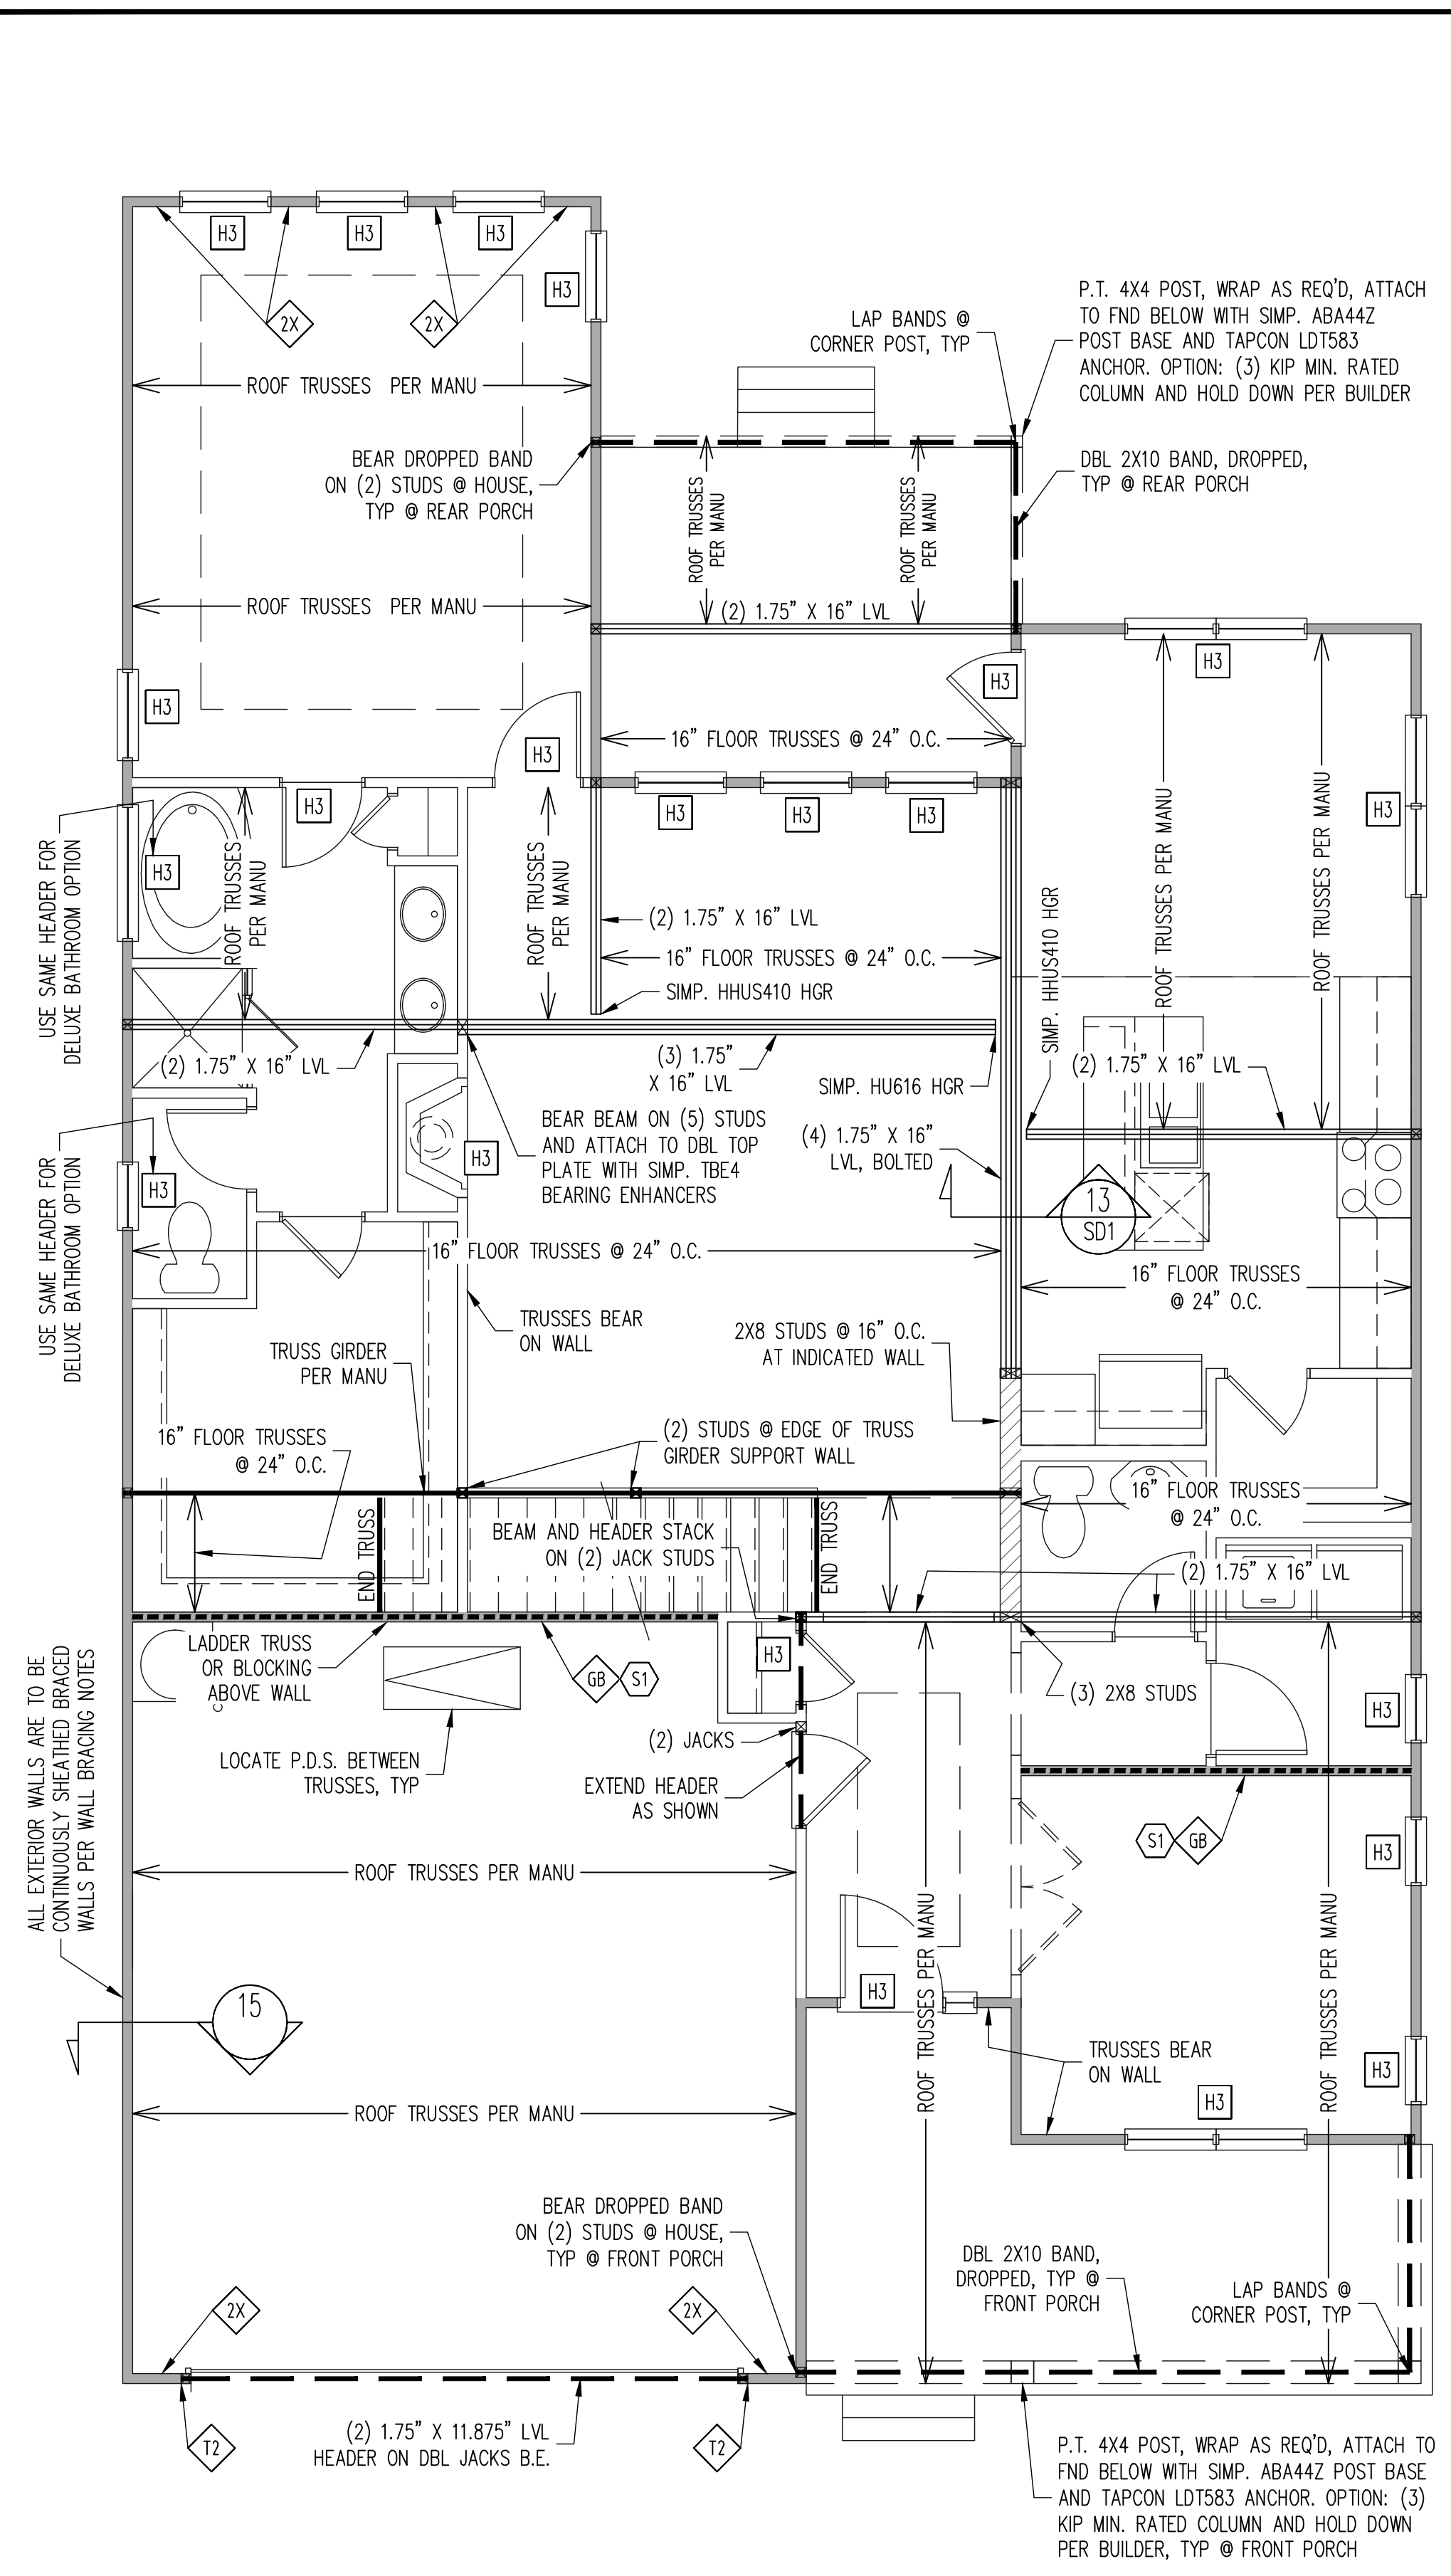 H3
H3
H3
H3
2X
2X
ROOF TRUSSES PER MANU
LAP BANDS @
CORNER POST, TYP
P.T. 4X4 POST, WRAP AS REQ'D, ATTACH
TO FND BELOW WITH SIMP. ABA44Z
POST BASE AND TAPCON LDT583
ANCHOR. OPTION: (3) KIP MIN. RATED
COLUMN AND HOLD DOWN PER BUILDER
BEAR DROPPED BAND
ON (2) STUDS @ HOUSE,
TYP @ REAR PORCH
DBL 2X10 BAND, DROPPED,
TYP @ REAR PORCH
ROOF TRUSSES
PER MANU
ROOF TRUSSES
PER MANU
ROOF TRUSSES PER MANU
(2) 1.75" X 16" LVL
H3
H3
H3
16" FLOOR TRUSSES @ 24" O.C.
H3
H3
H3
H3
H3
H3
ROOF TRUSSES PER MANU
ROOF TRUSSES PER MANU
USE SAME HEADER FOR
DELUXE BATHROOM OPTION
H3
ROOF TRUSSES
PER MANU
ROOF TRUSSES
PER MANU
(2) 1.75" X 16" LVL
16" FLOOR TRUSSES @ 24" O.C.
SIMP. HHUS410 HGR
SIMP. HHUS410 HGR
(2) 1.75" X 16" LVL
(3) 1.75"
X 16" LVL
SIMP. HU616 HGR
(2) 1.75" X 16" LVL
BEAR BEAM ON (5) STUDS
AND ATTACH TO DBL TOP
PLATE WITH SIMP. TBE4
BEARING ENHANCERS
(4) 1.75" X 16"
LVL, BOLTED
H3
H3
USE SAME HEADER FOR
DELUXE BATHROOM OPTION
13
SD1
16" FLOOR TRUSSES @ 24" O.C.
16" FLOOR TRUSSES
@ 24" O.C.
TRUSSES BEAR
ON WALL
2X8 STUDS @ 16" O.C.
AT INDICATED WALL
TRUSS GIRDER
PER MANU
16" FLOOR TRUSSES
@ 24" O.C.
(2) STUDS @ EDGE OF TRUSS
GIRDER SUPPORT WALL
16" FLOOR TRUSSES
@ 24" O.C.
END TRUSS
BEAM AND HEADER STACK
ON (2) JACK STUDS
END TRUSS
(2) 1.75" X 16" LVL
LADDER TRUSS
OR BLOCKING
ABOVE WALL
GB
S1
H3
(3) 2X8 STUDS
H3
(2) JACKS
LOCATE P.D.S. BETWEEN
TRUSSES, TYP
EXTEND HEADER
AS SHOWN
ALL EXTERIOR WALLS ARE TO BE
CONTINUOUSLY SHEATHED BRACED
WALLS PER WALL BRACING NOTES
S1
GB
H3
ROOF TRUSSES PER MANU
ROOF TRUSSES PER MANU
ROOF TRUSSES PER MANU
H3
15
TRUSSES BEAR
ON WALL
H3
H3
ROOF TRUSSES PER MANU
BEAR DROPPED BAND
ON (2) STUDS @ HOUSE,
TYP @ FRONT PORCH
DBL 2X10 BAND,
DROPPED, TYP @
FRONT PORCH
LAP BANDS @
CORNER POST, TYP
2X
2X
T2
(2) 1.75" X 11.875" LVL
HEADER ON DBL JACKS B.E.
T2
P.T. 4X4 POST, WRAP AS REQ'D, ATTACH TO
FND BELOW WITH SIMP. ABA44Z POST BASE
AND TAPCON LDT583 ANCHOR. OPTION: (3)
KIP MIN. RATED COLUMN AND HOLD DOWN
PER BUILDER, TYP @ FRONT PORCH